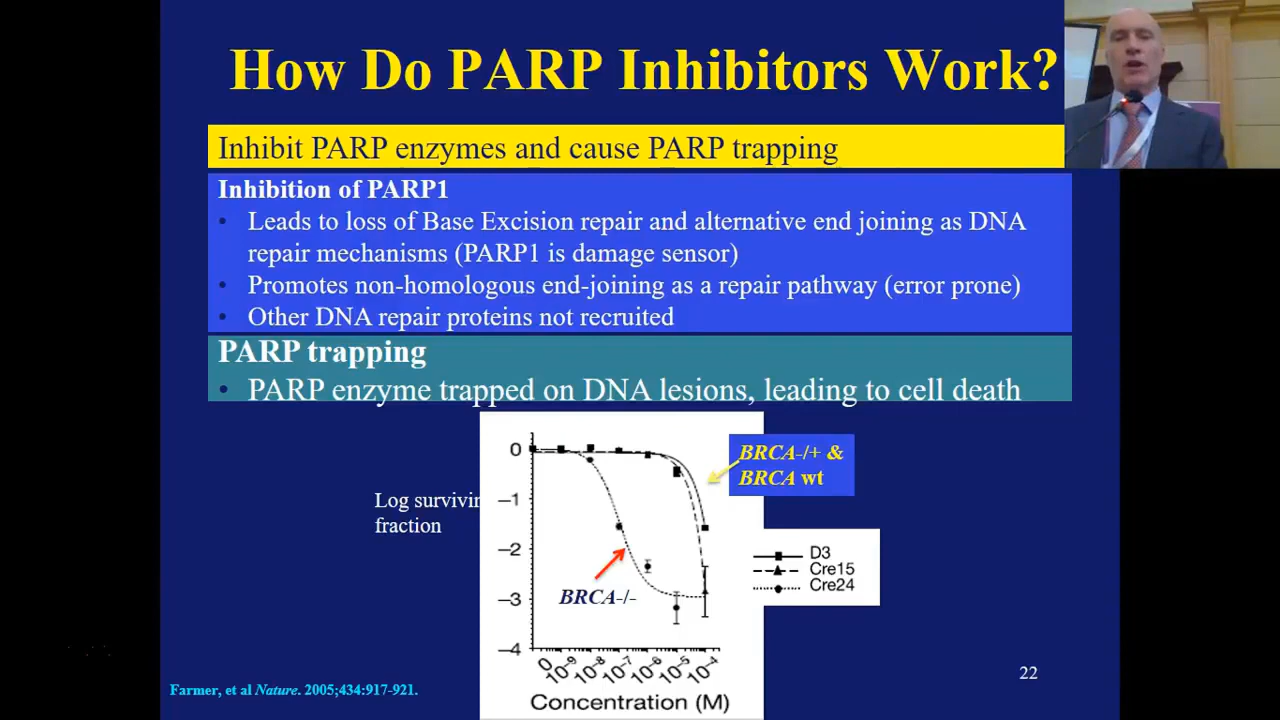 How Do PARP Inhibitors Work?
Inhibit PARP enzymes and cause PARP trapping
Inhibition of PARP1
• Leads to loss of Base Excision repair and alternative end joining as DNA
repair mechanisms (PARP1 is damage sensor)
• Promotes non-homologous end-joining as a repair pathway (error prone)
• Other DNA repair proteins not recruited
PARP trapping
• PARP enzyme trapped on DNA lesions, leading to cell death
Log survivin
fraction
0
−1
−2
−3
−4
BRCA-/+ &
BRCA wt
BRCA-/-
D3
Cre15
Cre24
0 10⁻⁹ 10⁻⁸ 10⁻⁷ 10⁻⁶ 10⁻⁵ 10⁻⁴
Concentration (M)
Farmer, et al Nature. 2005;434:917-921.
22